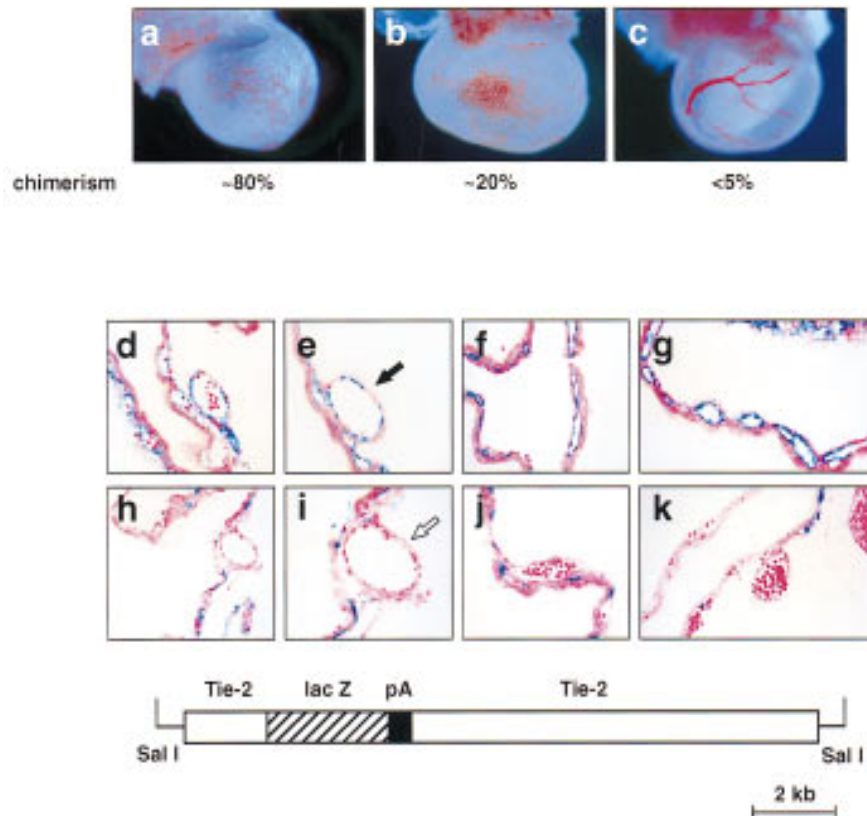 a b c
chimerism ~80% ~20% <5%
d e f g
h i j k
Tie-2 lac Z pA Tie-2
Sal I Sal I
2 kb